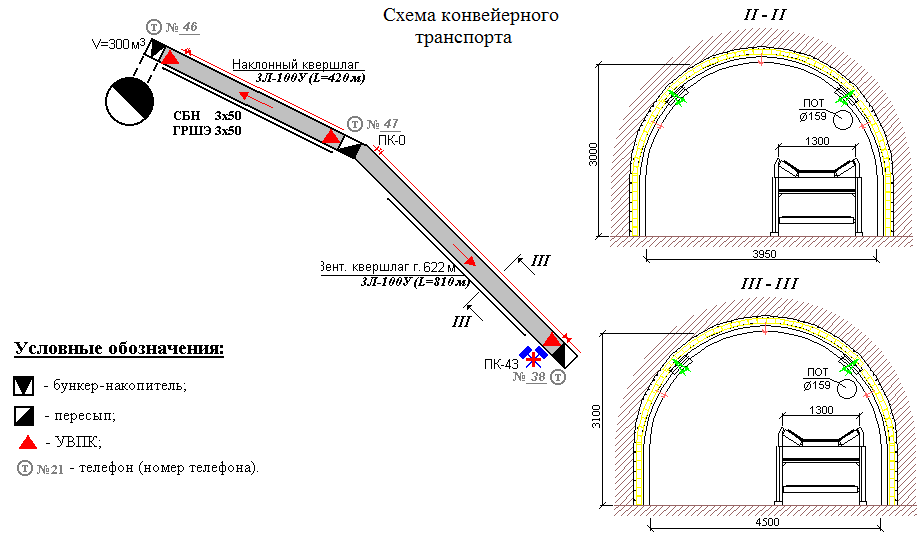 Схема конвейерного
транспорта
Т № 46
V=300м³
Наклонный квершлаг
3Л-100У(L=420м)
СБН 3х50
ГРШЭ 3х50
Т № 47
ПК-0
Вент. квершлаг г. 622 м
3Л-100У(L=810м)
III
III
ПК-43
№ 38 Т
Условные обозначения:
- бункер-накопитель;
- пересып;
- УВПК;
Т №21 - телефон (номер телефона).
II - II
ПОТ
Ø159
1300
3000
3950
III - III
ПОТ
Ø159
1300
3100
4500